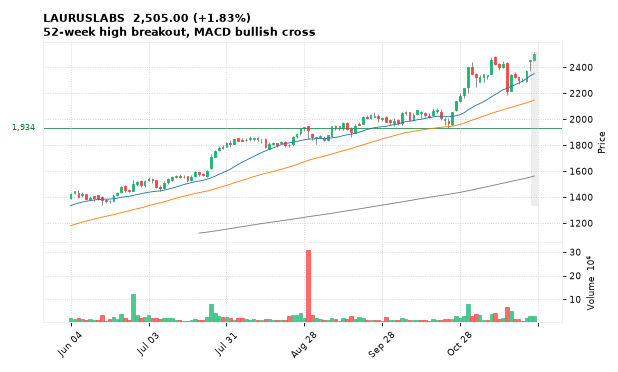 LAURUSLABS 2,505.00 (+1.83%)
52-week high breakout, MACD bullish cross
2400
2200
2000
1,934
1800
1600
1400
1200
Price
30
20
10
Volume 10⁶
Jun 04
Jul 03
Jul 31
Aug 28
Sep 28
Oct 28